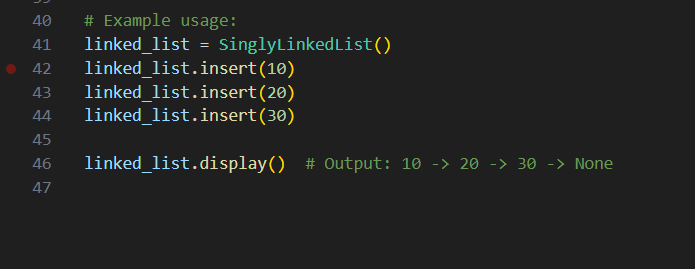 40 # Example usage:
41 linked_list = SinglyLinkedList()
42 linked_list.insert(10)
43 linked_list.insert(20)
44 linked_list.insert(30)
45
46 linked_list.display()  # Output: 10 -> 20 -> 30 -> None
47